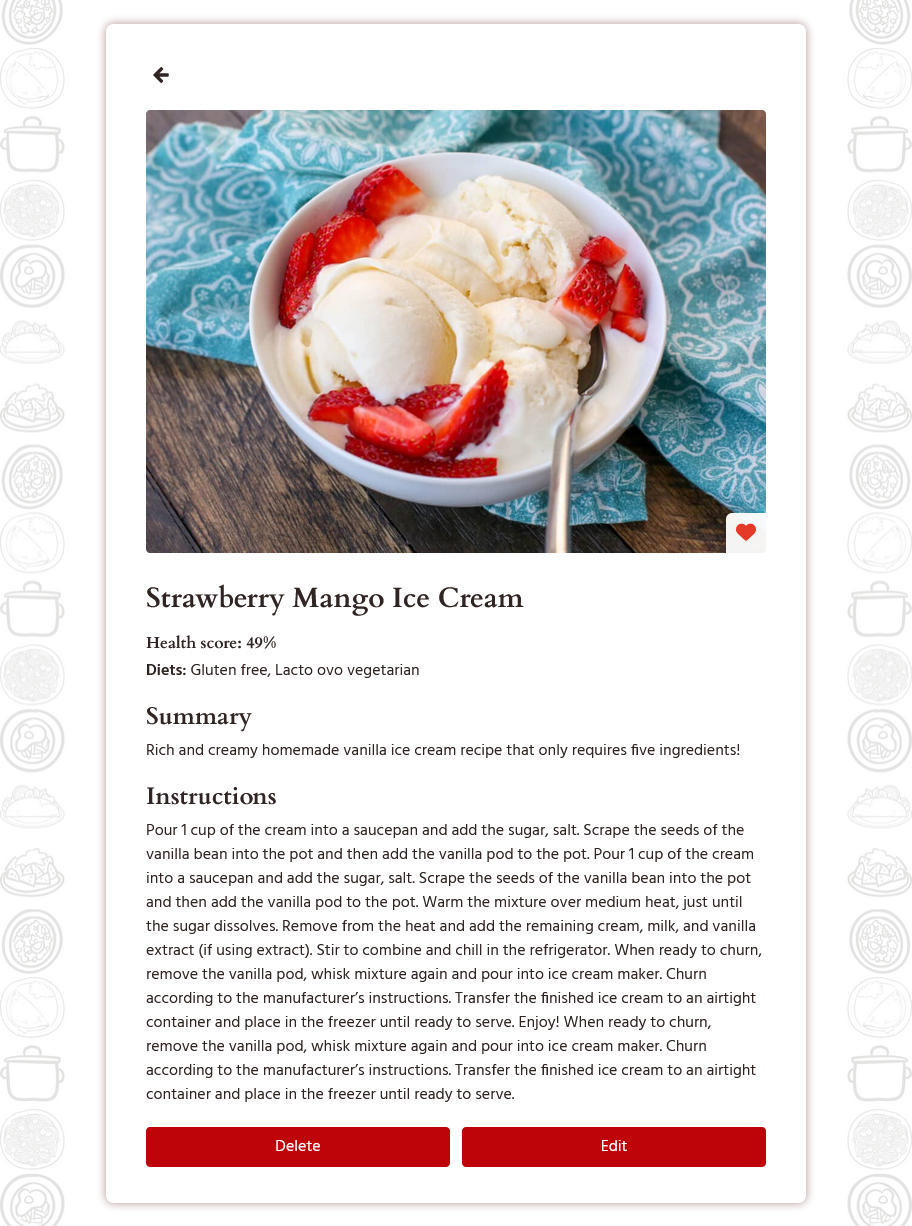 Strawberry Mango Ice Cream
Health score: 49%
Diets: Gluten free, Lacto ovo vegetarian
Summary
Rich and creamy homemade vanilla ice cream recipe that only requires five ingredients!
Instructions
Pour 1 cup of the cream into a saucepan and add the sugar, salt. Scrape the seeds of the
vanilla bean into the pot and then add the vanilla pod to the pot. Pour 1 cup of the cream
into a saucepan and add the sugar, salt. Scrape the seeds of the vanilla bean into the pot
and then add the vanilla pod to the pot. Warm the mixture over medium heat, just until
the sugar dissolves. Remove from the heat and add the remaining cream, milk, and vanilla
extract (if using extract). Stir to combine and chill in the refrigerator. When ready to churn,
remove the vanilla pod, whisk mixture again and pour into ice cream maker. Churn
according to the manufacturer’s instructions. Transfer the finished ice cream to an airtight
container and place in the freezer until ready to serve. Enjoy! When ready to churn,
remove the vanilla pod, whisk mixture again and pour into ice cream maker. Churn
according to the manufacturer’s instructions. Transfer the finished ice cream to an airtight
container and place in the freezer until ready to serve.
Delete
Edit